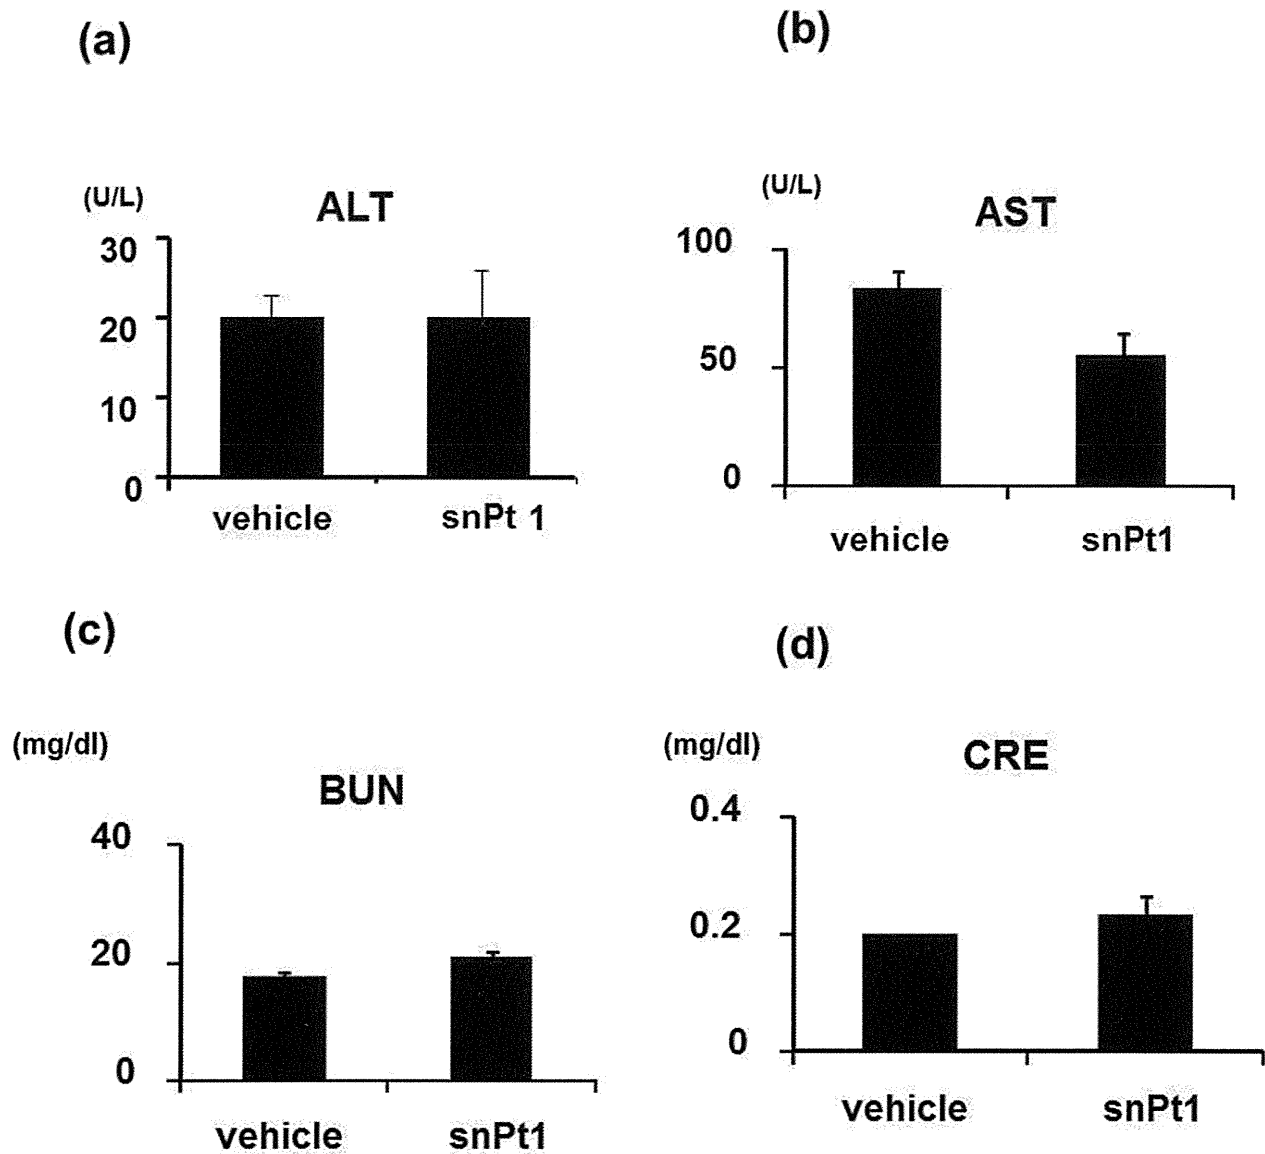 (a)
(U/L)
ALT
30
20
10
0
vehicle
snPt 1
(b)
(U/L)
AST
100
50
0
vehicle
snPt1
(c)
(mg/dl)
BUN
40
20
0
vehicle
snPt1
(d)
(mg/dl)
CRE
0.4
0.2
0
vehicle
snPt1